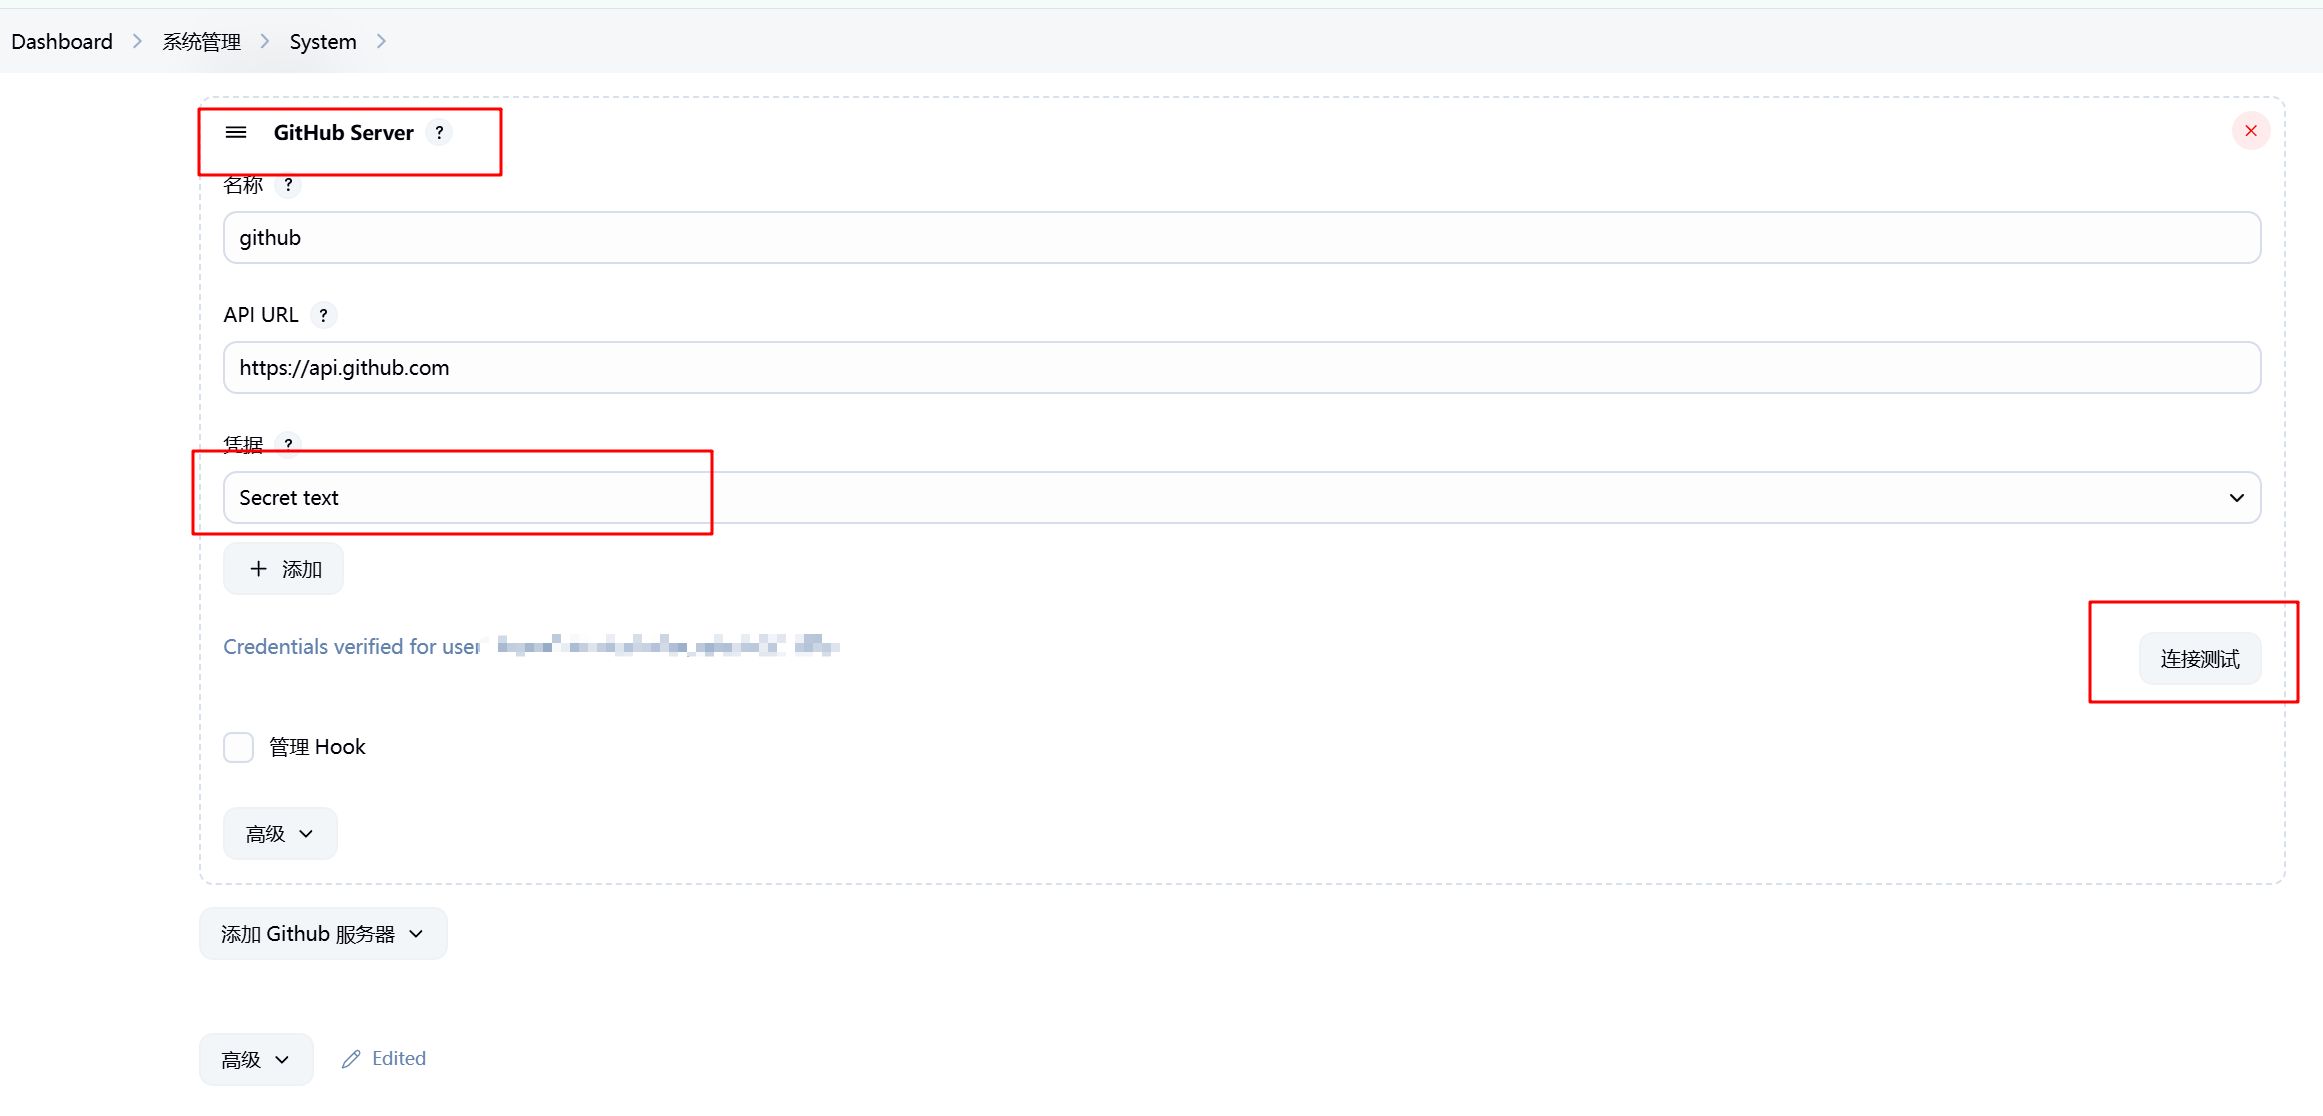 Dashboard > 系统管理 > System >
GitHub Server ?
名称 ?
github
API URL ?
https://api.github.com
凭据 ?
Secret text
+ 添加
Credentials verified for user
连接测试
管理 Hook
高级
添加 Github 服务器
高级 Edited